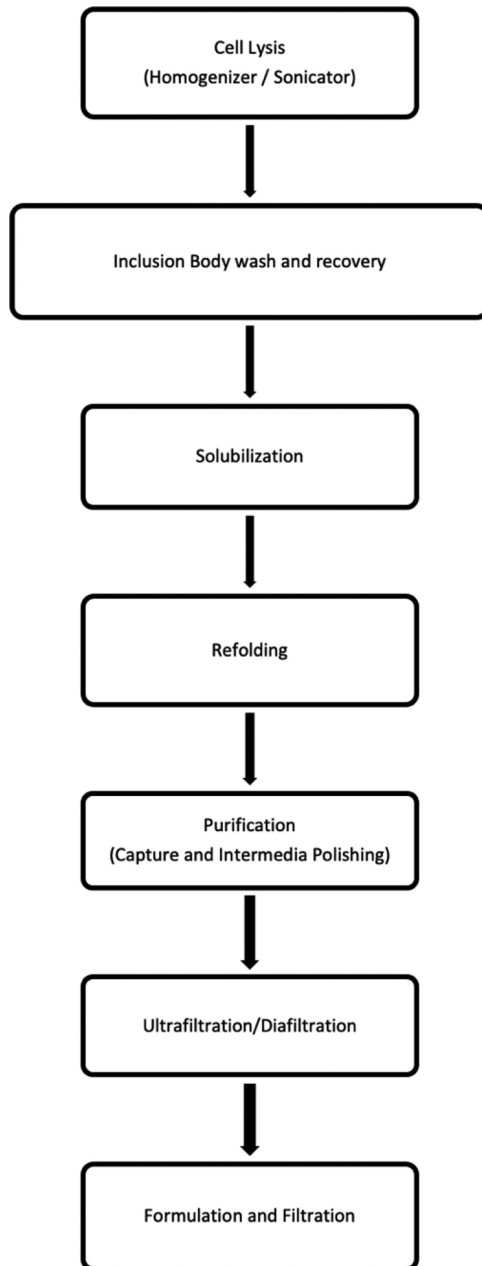 Cell Lysis
(Homogenizer / Sonicator)
Inclusion Body wash and recovery
Solubilization
Refolding
Purification
(Capture and Intermedia Polishing)
Ultrafiltration/Diafiltration
Formulation and Filtration